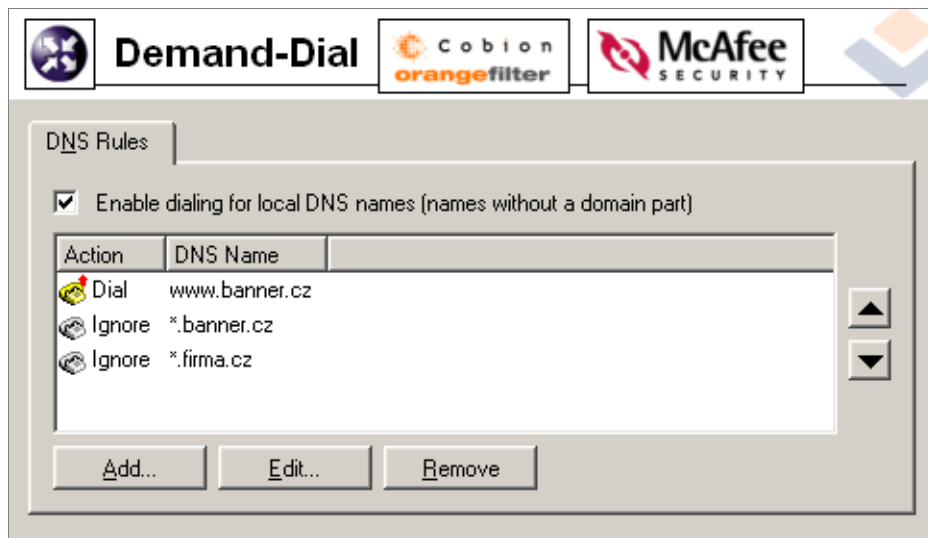 Demand-Dial
Cobion
orangefilter
McAfee
SECURITY
DNS Rules
Enable dialing for local DNS names (names without a domain part)
Action DNS Name
Dial www.banner.cz
Ignore *.banner.cz
Ignore *.firma.cz
Add... Edit... Remove